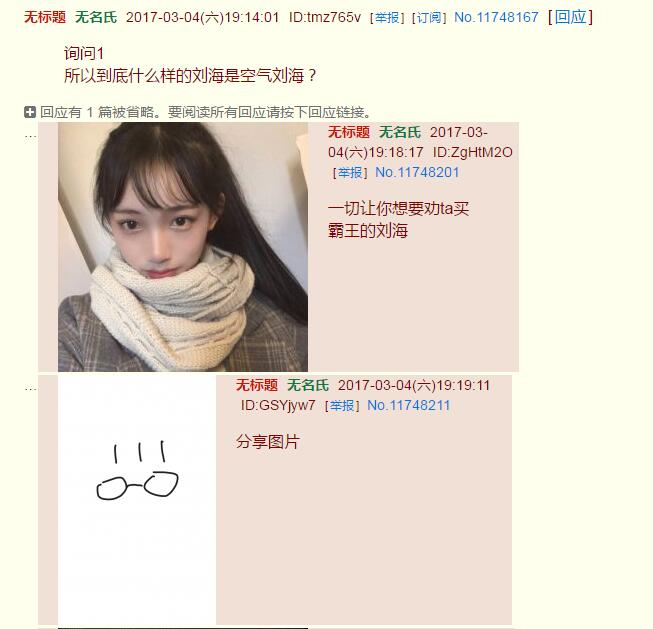 无标题 无名氏 2017-03-04(六)19:14:01 ID:tmz765v [举报] [订阅] No.11748167 [回应]
询问1
所以到底什么样的刘海是空气刘海？
回应有 1 篇被省略。要阅读所有回应请按下回应链接。
… 无标题 无名氏 2017-03-
04(六)19:18:17 ID:ZgHtM2O
[举报] No.11748201
一切让你想要劝ta买
霸王的刘海
… 无标题 无名氏 2017-03-04(六)19:19:11
ID:GSYjyw7 [举报] No.11748211
分享图片